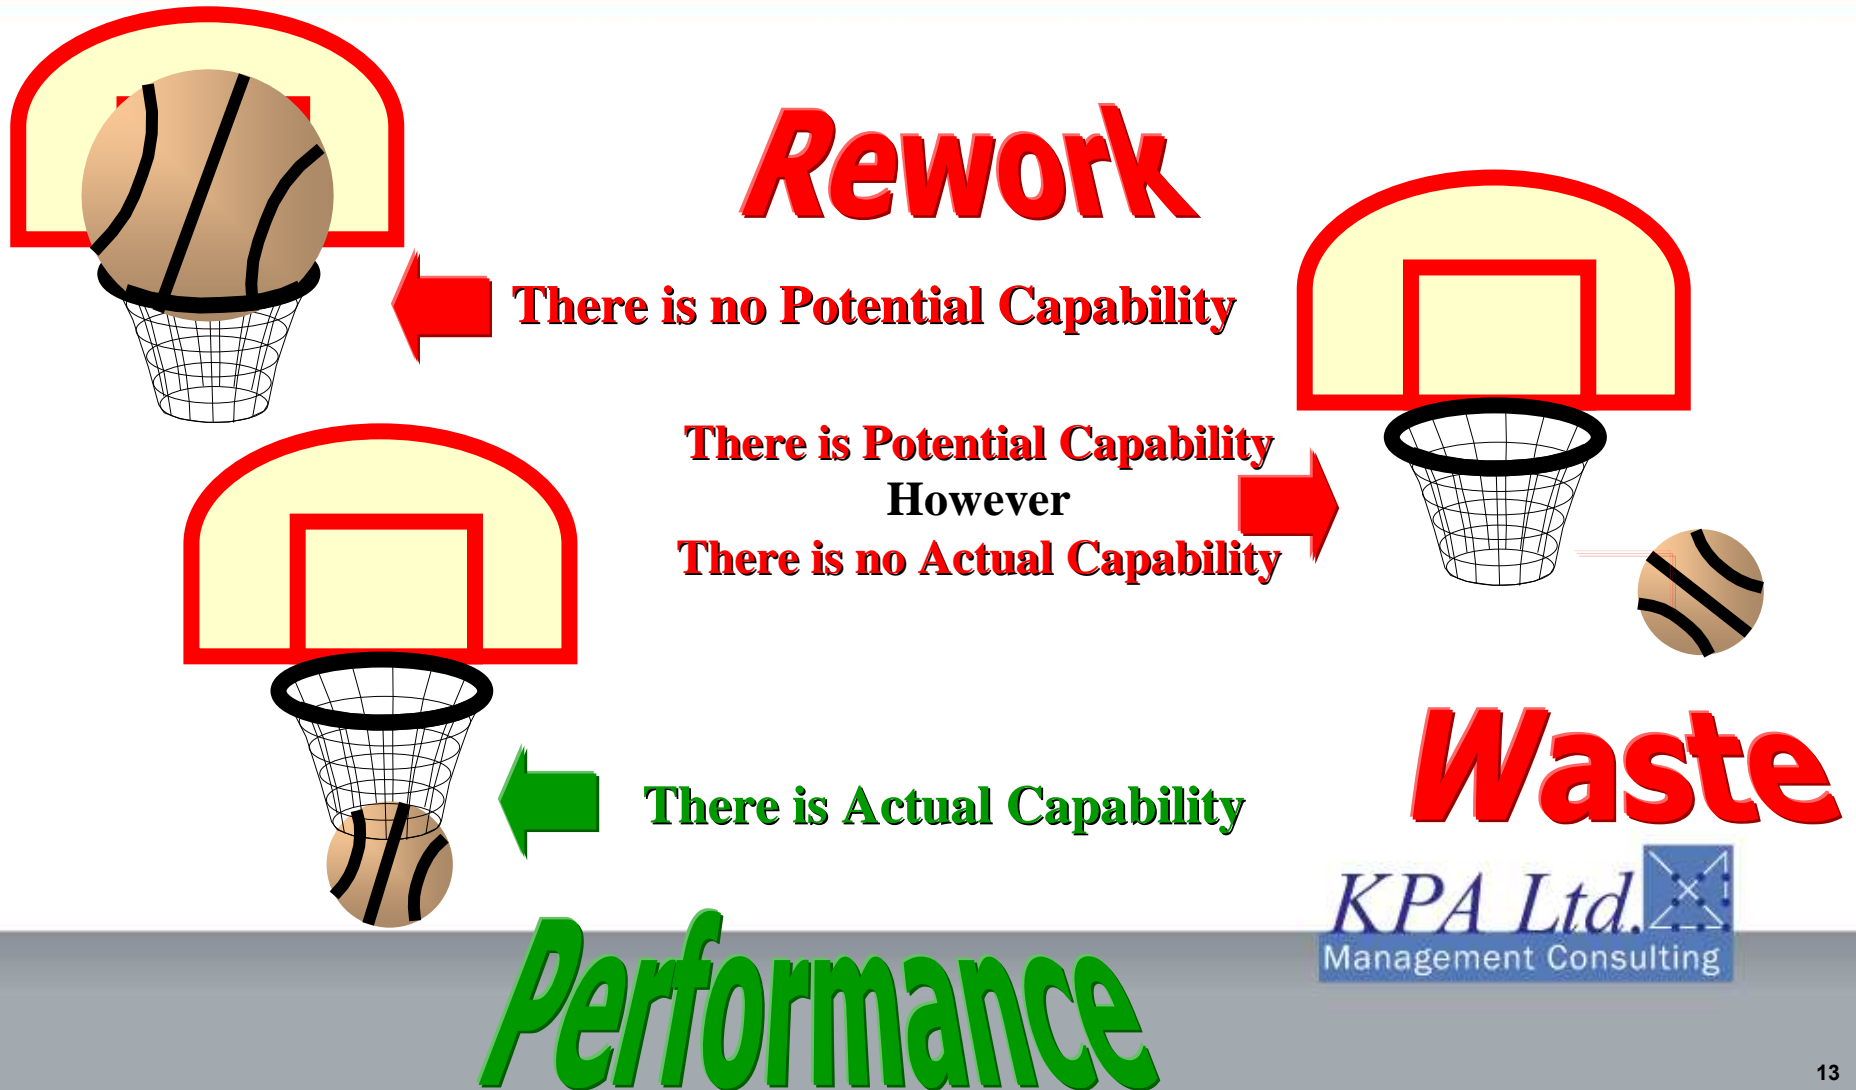 Rework
There is no Potential Capability
There is Potential Capability
However
There is no Actual Capability
There is Actual Capability
Waste
KPA Ltd.
Management Consulting
Performance
13